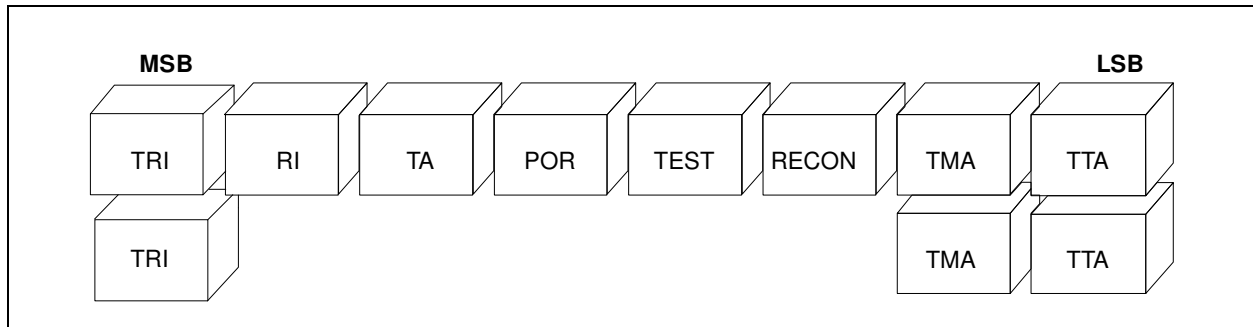 MSB LSB
TRI RI TA POR TEST RECON TMA TTA
TRI TMA TTA